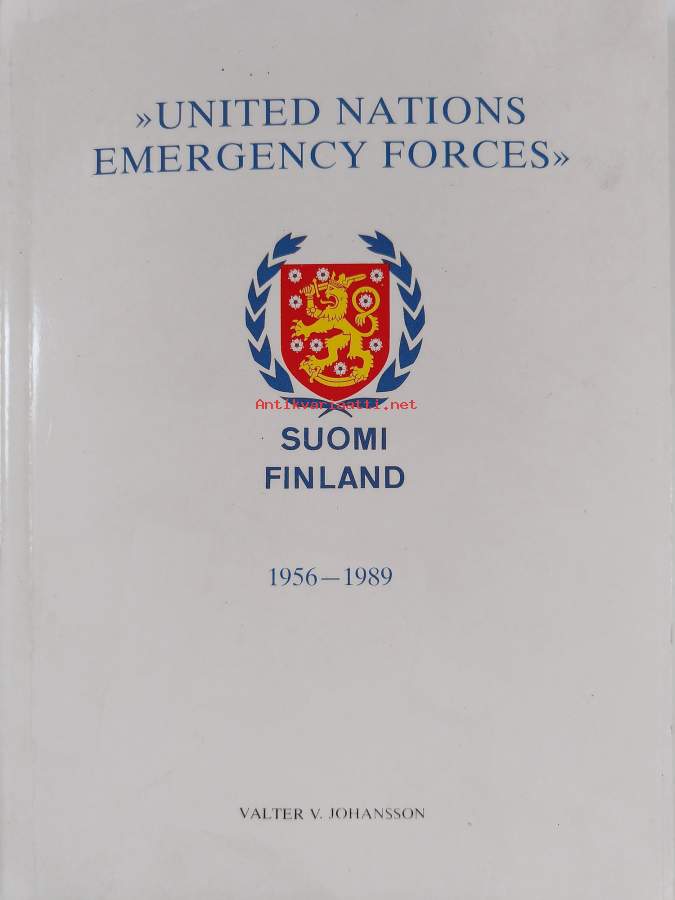 »UNITED NATIONS
EMERGENCY FORCES»
Antikvariaatti.net
SUOMI
FINLAND
1956—1989
VALTER V. JOHANSSON